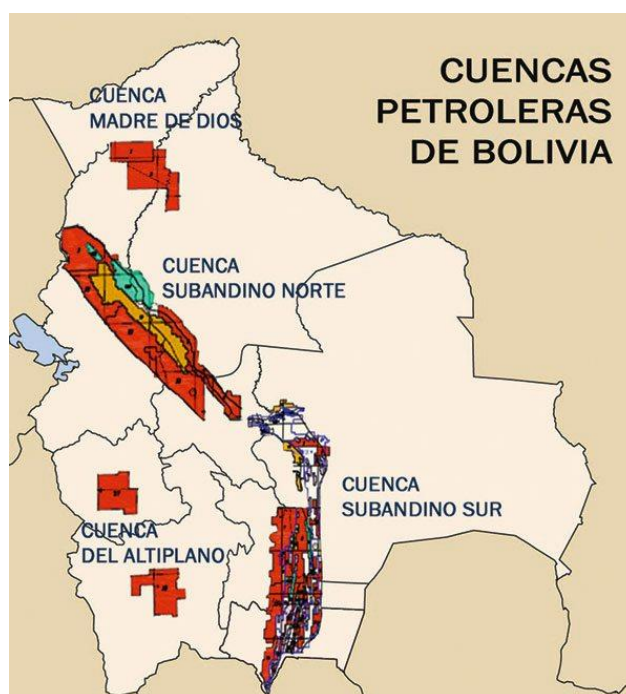 CUENCAS
PETROLERAS
DE BOLIVIA
CUENCA
MADRE DE DIOS
CUENCA
SUBANDINO NORTE
CUENCA
SUBANDINO SUR
CUENCA
DEL ALTIPLANO